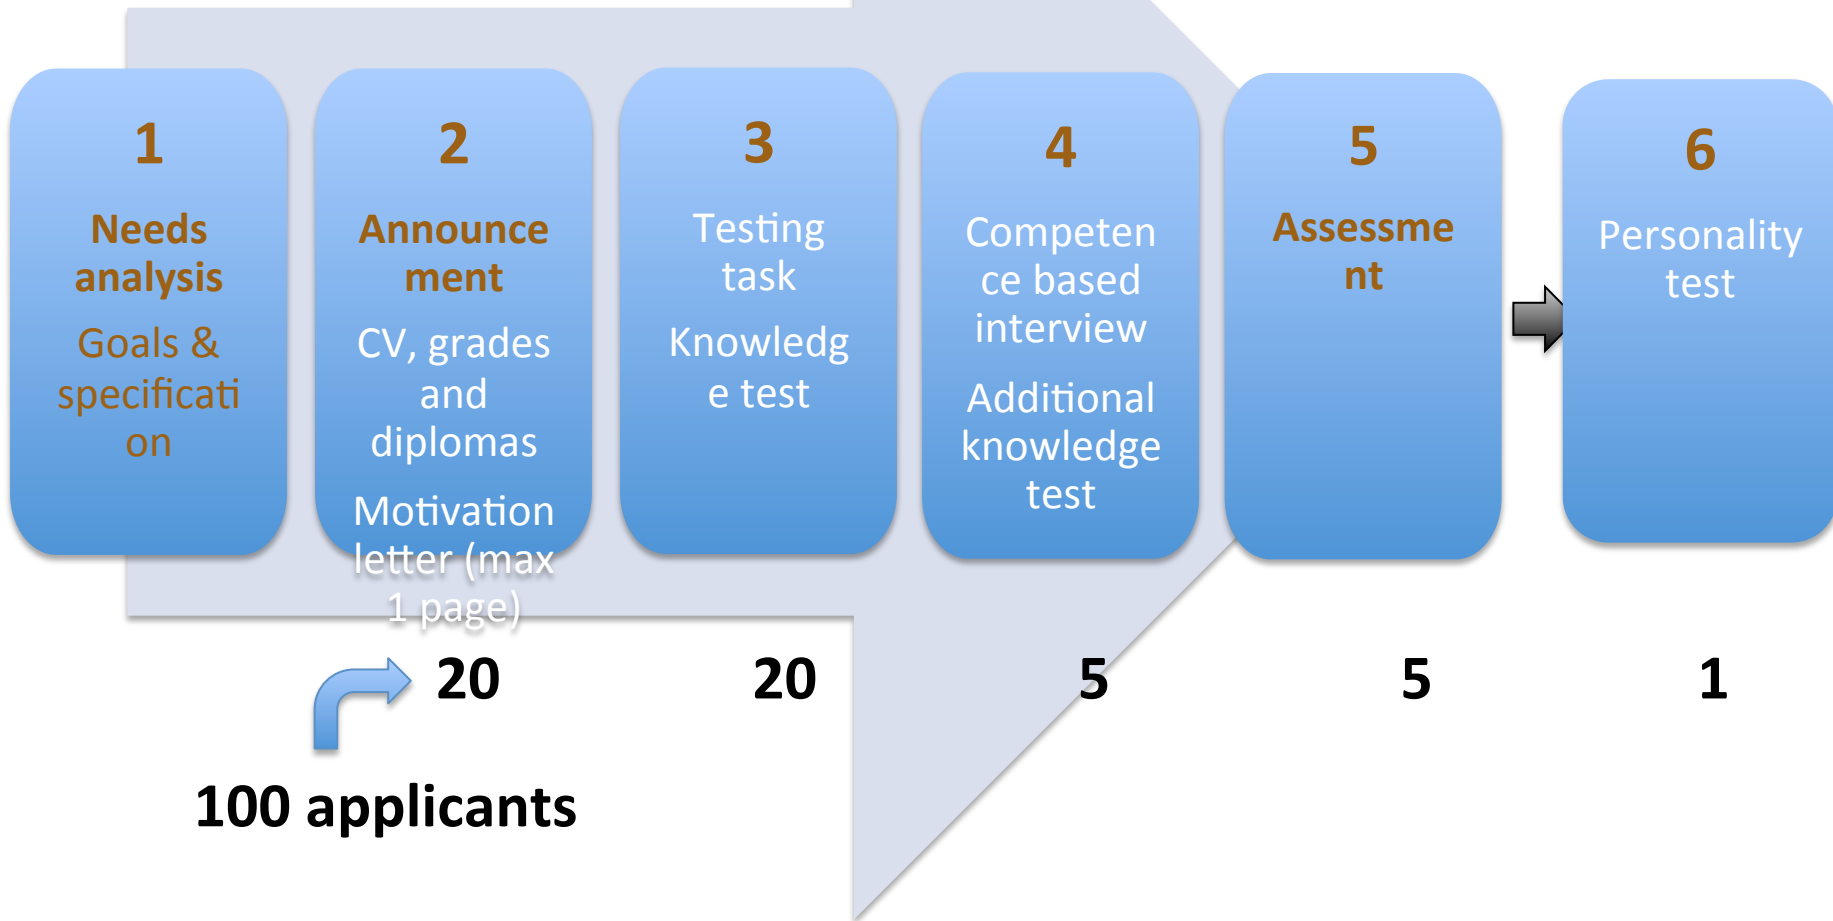 1
Needs
analysis
Goals &
specificati
on
2
Announce
ment
CV, grades
and
diplomas
Motivation
letter (max
1 page)
3
Testing
task
Knowledg
e test
4
Competen
ce based
interview
Additional
knowledge
test
5
Assessme
nt
6
Personality
test
20
20
5
5
1
100 applicants